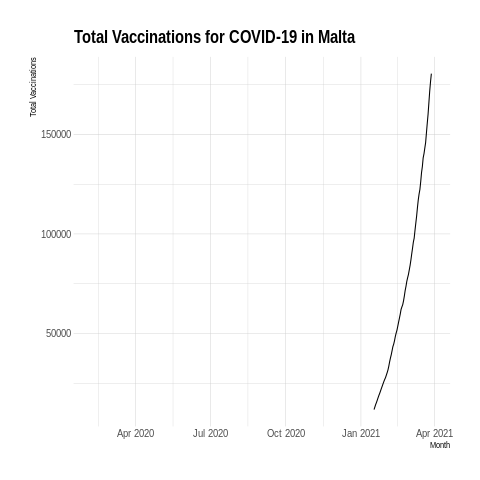 Total Vaccinations for COVID-19 in Malta
Total Vaccinations
150000
100000
50000
Apr 2020 Jul 2020 Oct 2020 Jan 2021 Apr 2021
Month